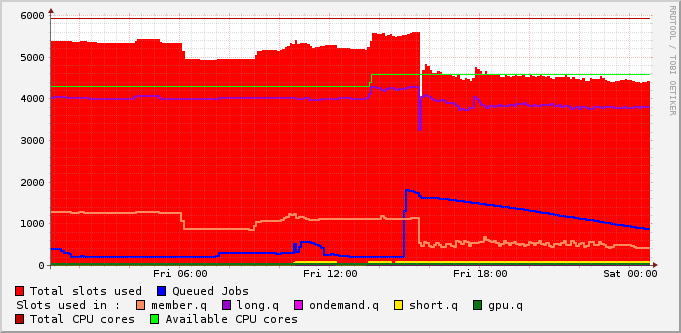 6000
5000
4000
3000
2000
1000
0
Fri 06:00 Fri 12:00 Fri 18:00 Sat 00:00
Total slots used Queued Jobs
Slots used in : member.q long.q ondemand.q short.q gpu.q
Total CPU cores Available CPU cores
RRDTOOL / TOBI OETIKER